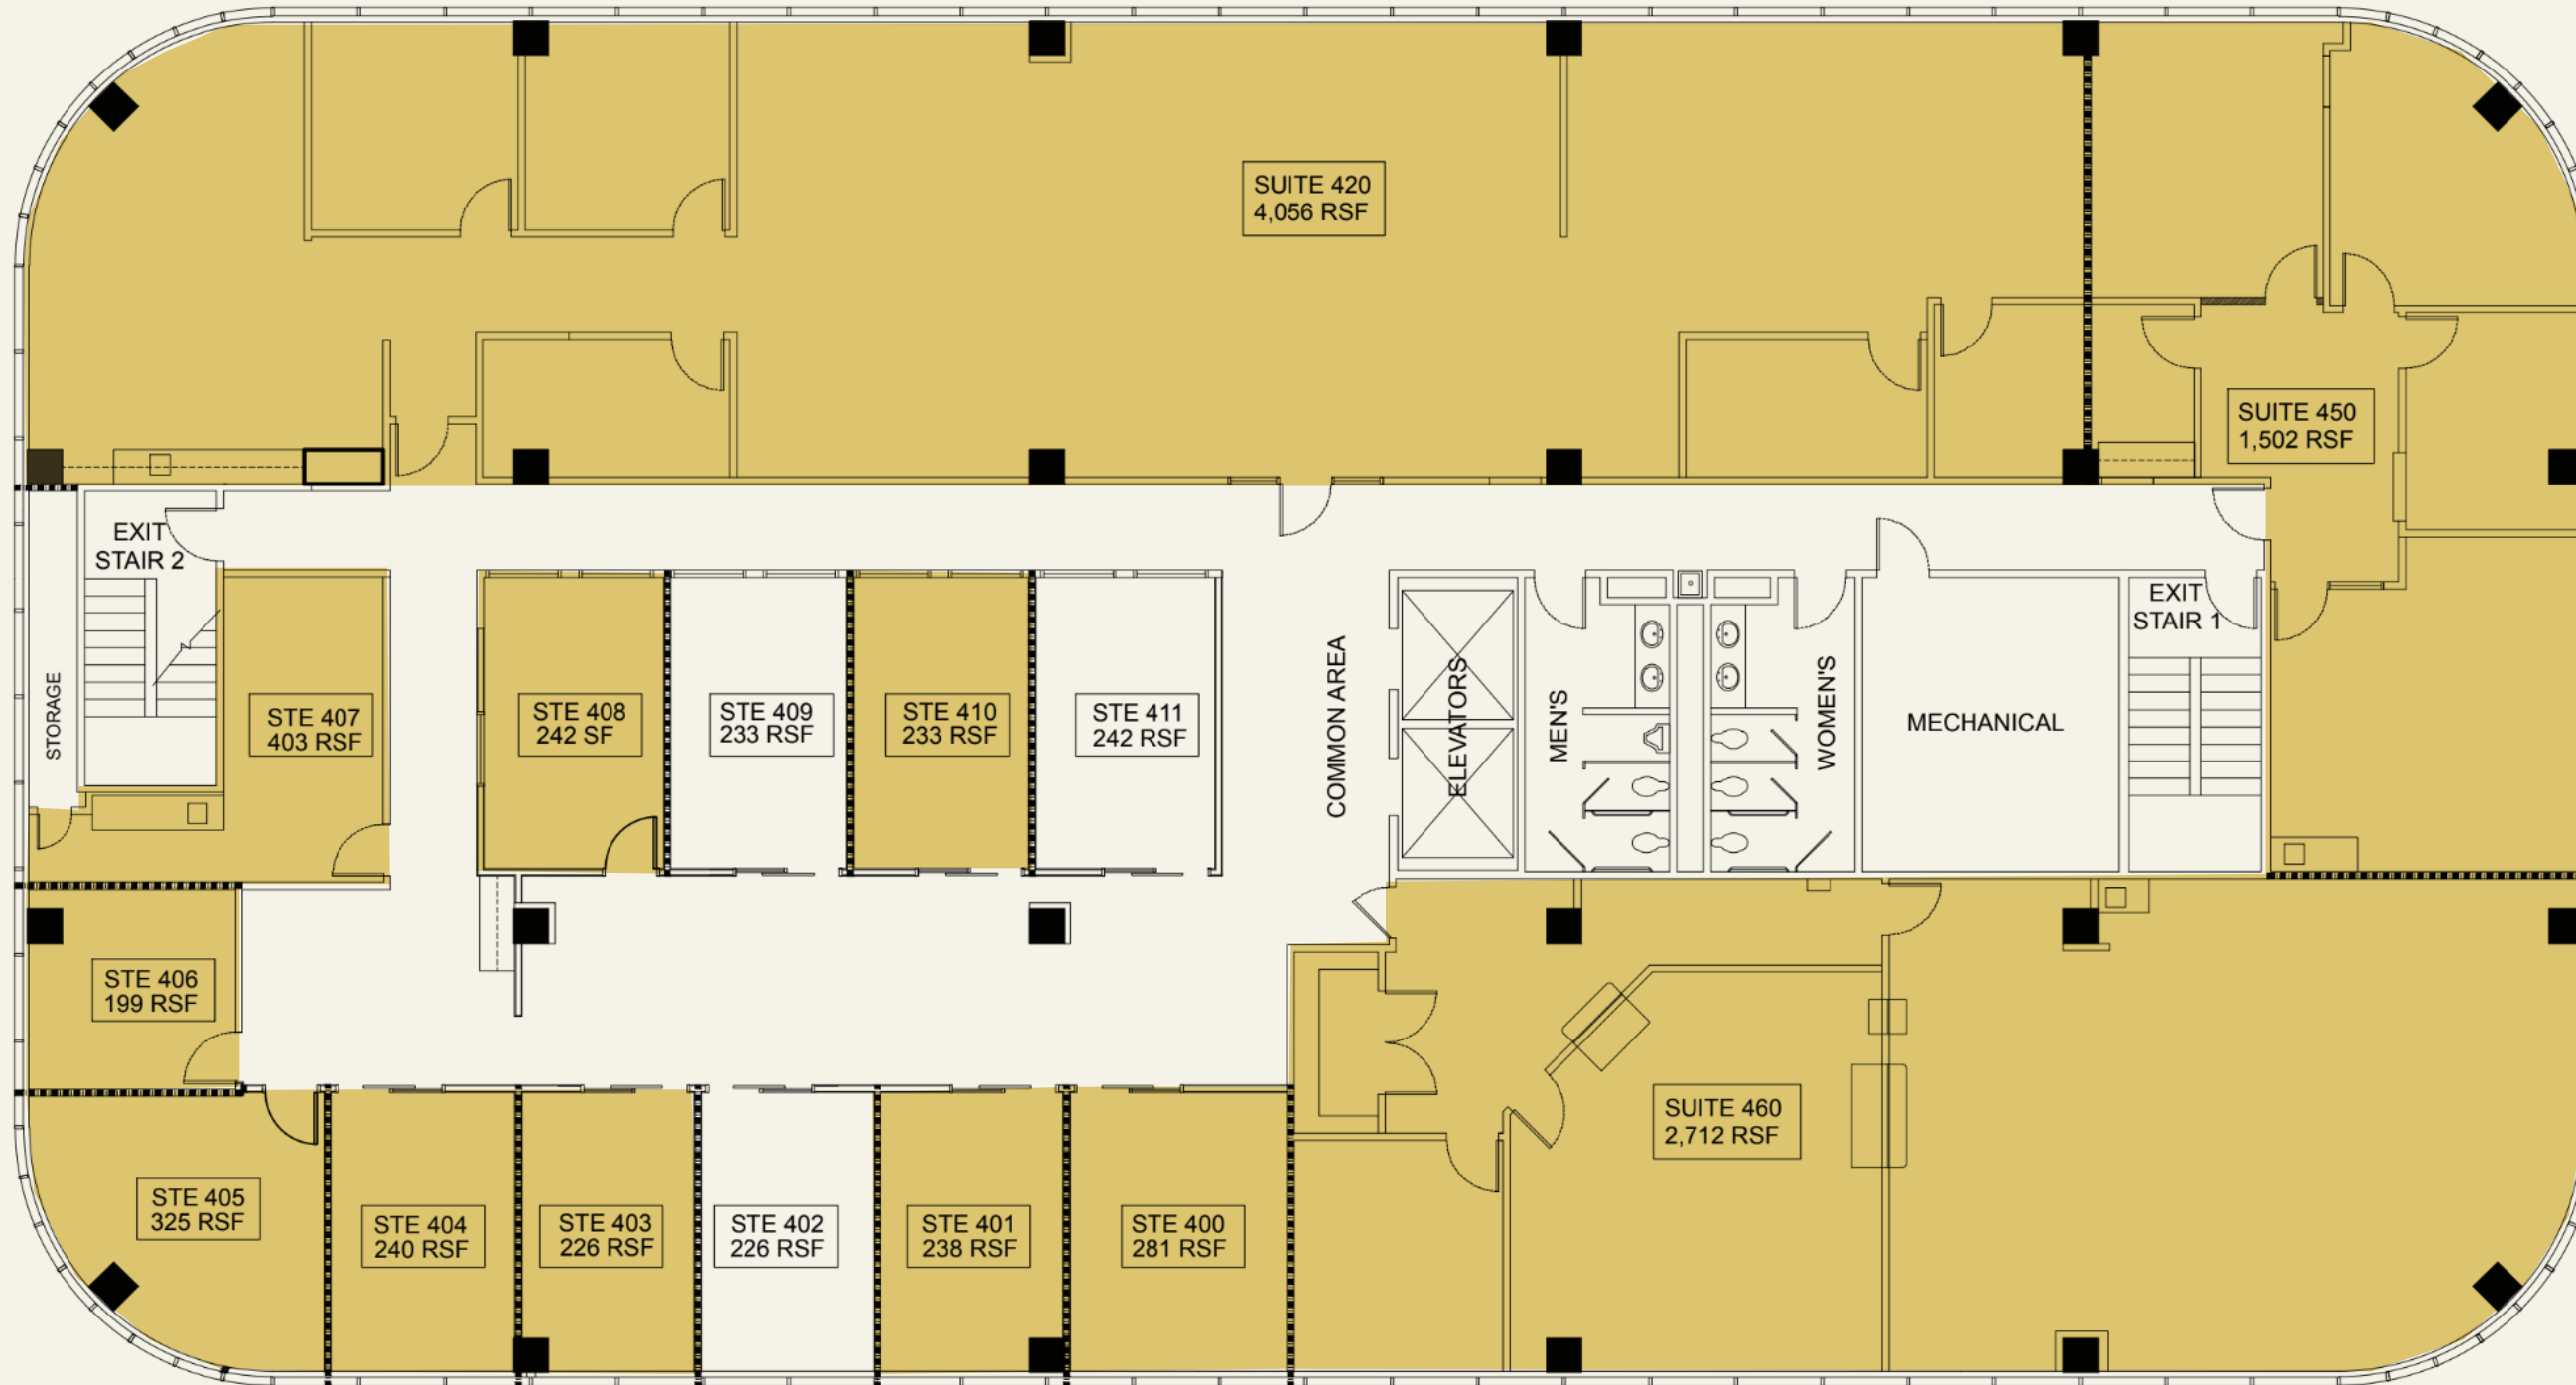 SUITE 420
4,056 RSF
SUITE 450
1,502 RSF
EXIT
STAIR 2
EXIT
STAIR 1
STORAGE
STE 407
403 RSF
STE 408
242 SF
STE 409
233 RSF
STE 410
233 RSF
STE 411
242 RSF
COMMON AREA
ELEVATORS
MEN'S
WOMEN'S
MECHANICAL
STE 406
199 RSF
STE 405
325 RSF
STE 404
240 RSF
STE 403
226 RSF
STE 402
226 RSF
STE 401
238 RSF
STE 400
281 RSF
SUITE 460
2,712 RSF